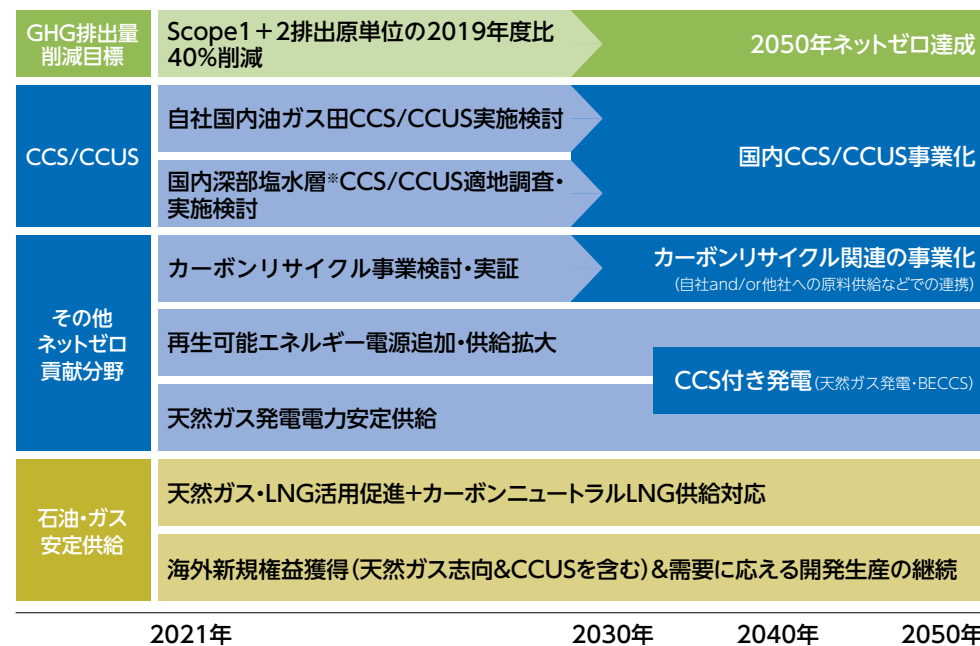 GHG排出量
削減目標
Scope1+2排出原単位の2019年度比
40%削減
2050年ネットゼロ達成
CCS/CCUS
自社国内油ガス田CCS/CCUS実施検討
国内深部塩水層※CCS/CCUS適地調査・
実施検討
国内CCS/CCUS事業化
その他
ネットゼロ
貢献分野
カーボンリサイクル事業検討・実証
カーボンリサイクル関連の事業化
(自社and/or他社への原料供給などでの連携)
再生可能エネルギー電源追加・供給拡大
CCS付き発電(天然ガス発電・BECCS)
天然ガス発電電力安定供給
石油・ガス
安定供給
天然ガス・LNG活用促進+カーボンニュートラルLNG供給対応
海外新規権益獲得(天然ガス志向&CCUSを含む)&需要に応える開発生産の継続
2021年 2030年 2040年 2050年